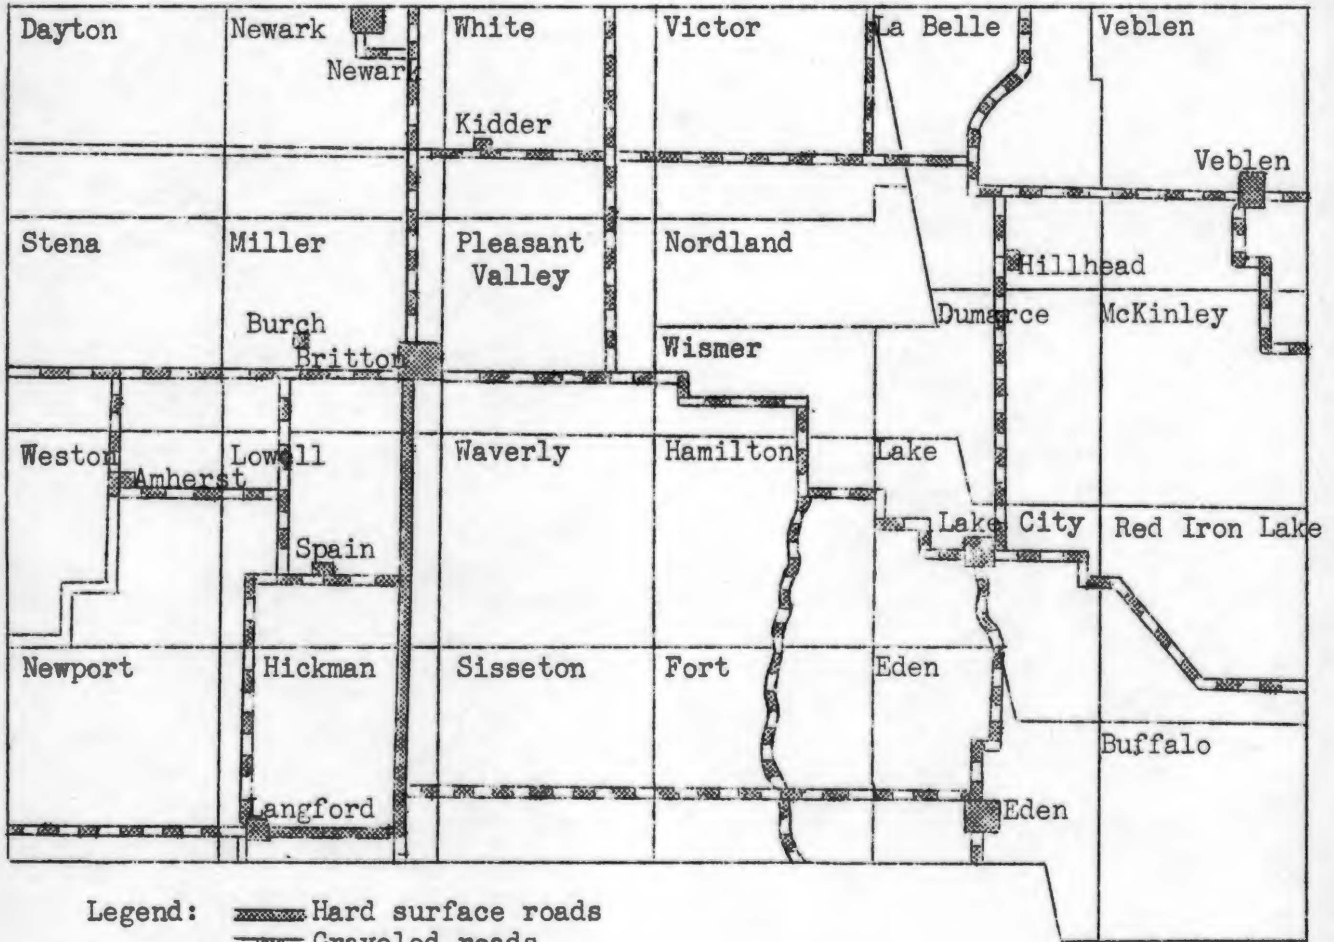 Dayton Newark White Victor La Belle Veblen
Newark
Kidder
Veblen
Stena Miller Pleasant Valley Nordland
Hillhead
Burch
Dumarce McKinley
Britton
Wismer
Weston Lowell Waverly Hamilton Lake
Amherst
Lake City Red Iron Lake
Spain
Newport Hickman Sisseton Fort Eden
Buffalo
Langford
Eden
Legend: Hard surface roads
Graveled roads